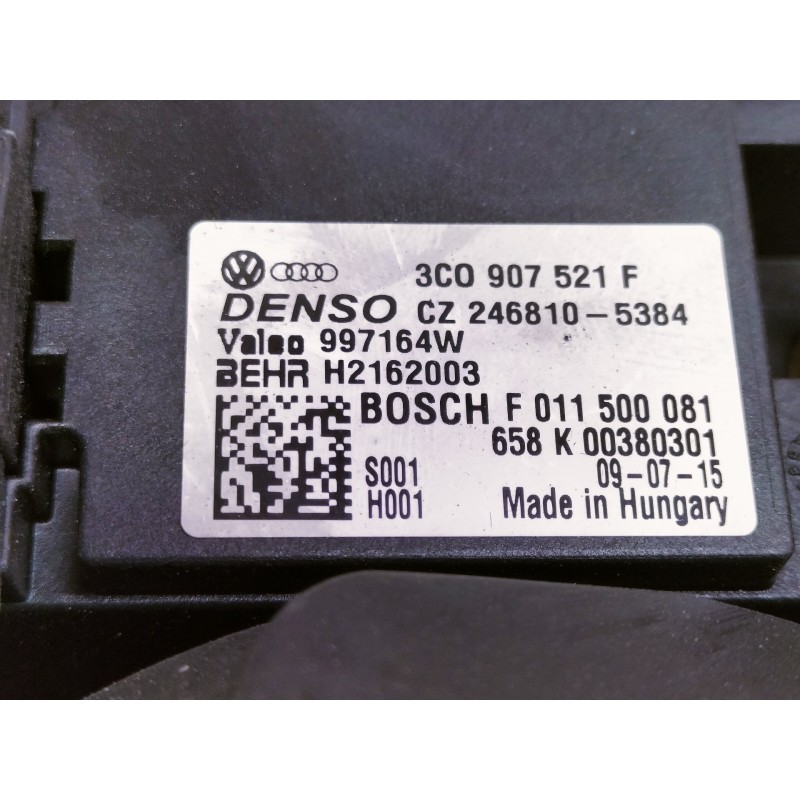 3C0 907 521 F
DENSO CZ 246810-5384
Valeo 997164W
BEHR H2162003
BOSCH F 011 500 081
658 K 00380301
S001 09-07-15
H001 Made in Hungary